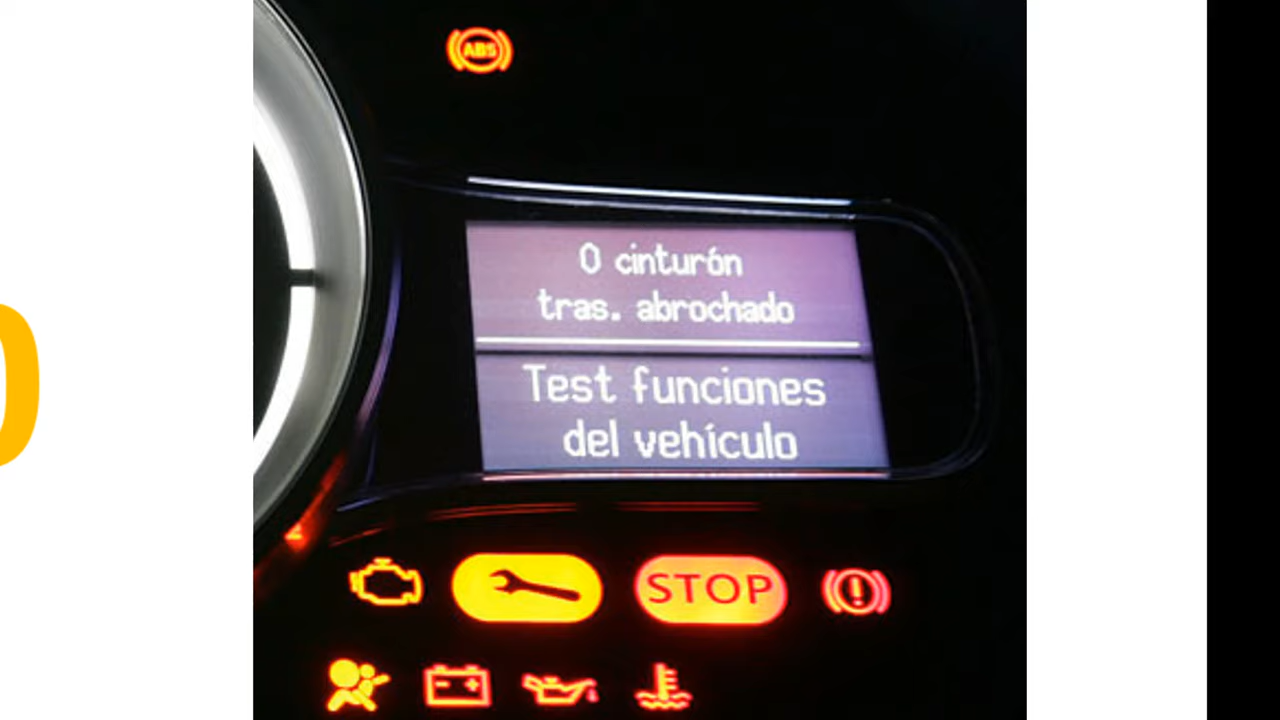 ABS
0 cinturón
tras. abrochado
Test funciones
del vehículo
STOP